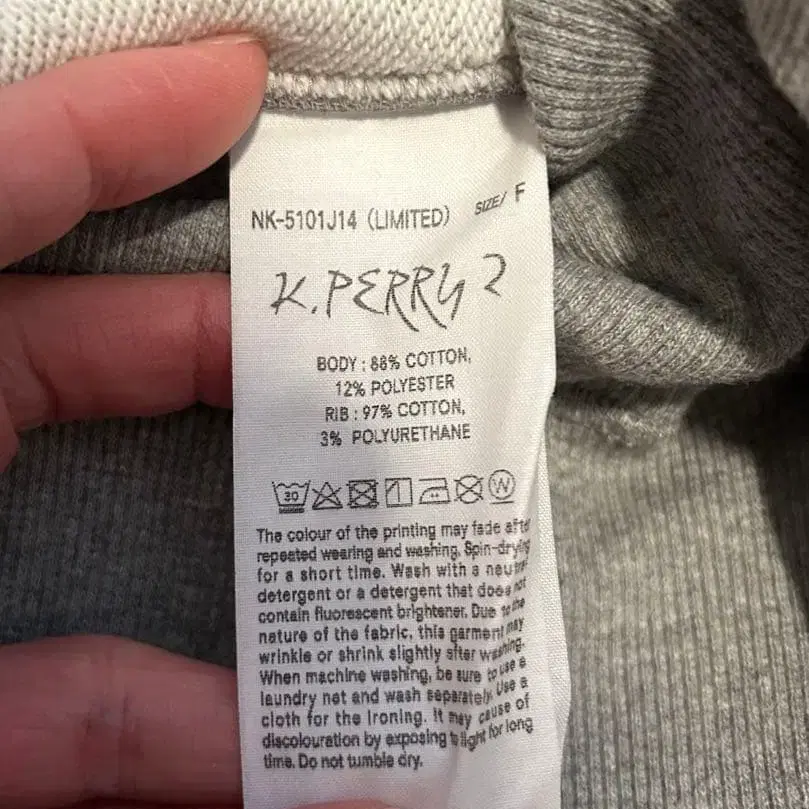 NK-5101J14 (LIMITED) SIZE/ F
K.PERRY 2
BODY : 88% COTTON,
12% POLYESTER
RIB : 97% COTTON,
3% POLYURETHANE
30 W
The colour of the printing may fade after
repeated wearing and washing. Spin-drying
for a short time. Wash with a neutral
detergent or a detergent that does not
contain fluorescent brightener. Due to the
nature of the fabric, this garment may
wrinkle or shrink slightly sfter washing.
When machine washing, be sure to use a
laundry net and wash separately. Use a
cloth for the Ironing. It may cause of
discolouration by exposing to light for long
time. Do not tumble dry.